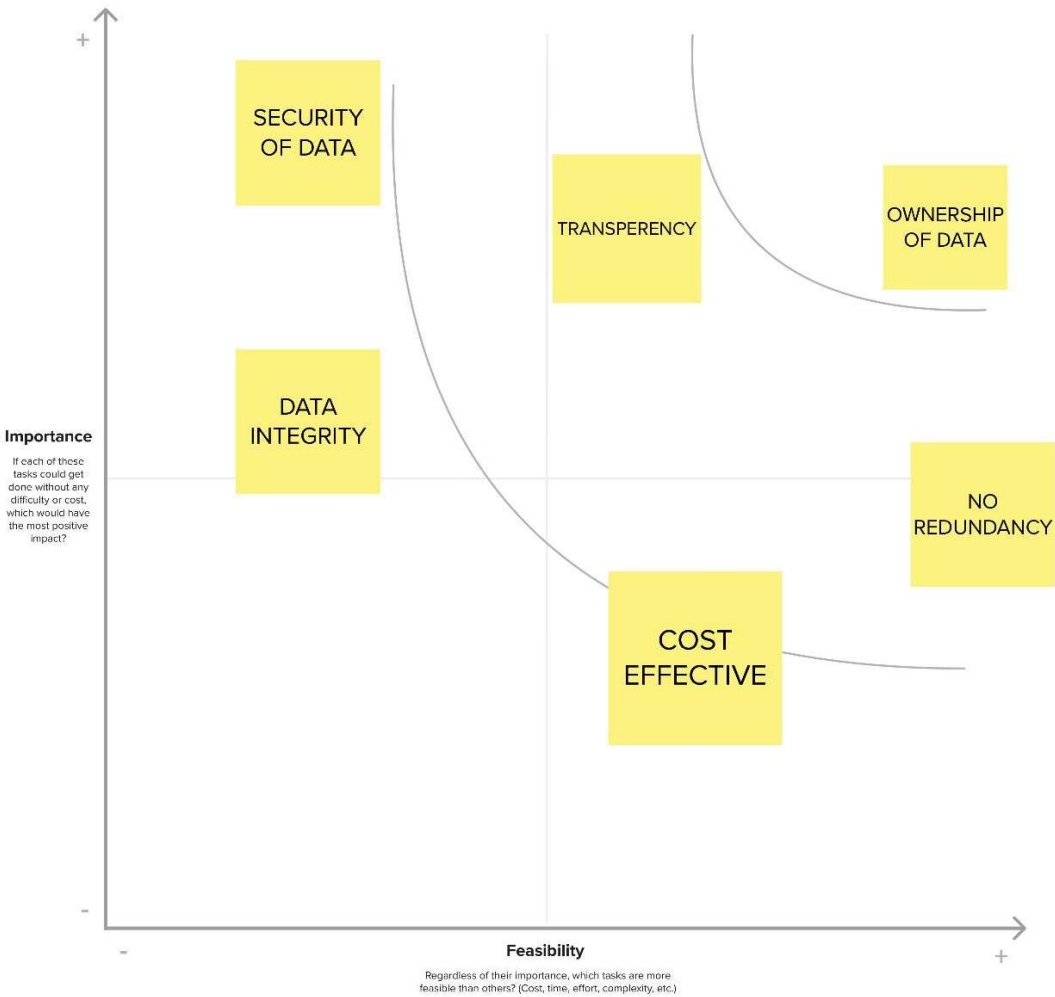 +
SECURITY
OF DATA
TRANSPERENCY
OWNERSHIP
OF DATA
DATA
INTEGRITY
Importance
If each of these
tasks could get
done without any
difficulty or cost,
which would have
the most positive
impact?
NO
REDUNDANCY
COST
EFFECTIVE
-
-
Feasibility
+
Regardless of their importance, which tasks are more
feasible than others? (Cost, time, effort, complexity, etc.)